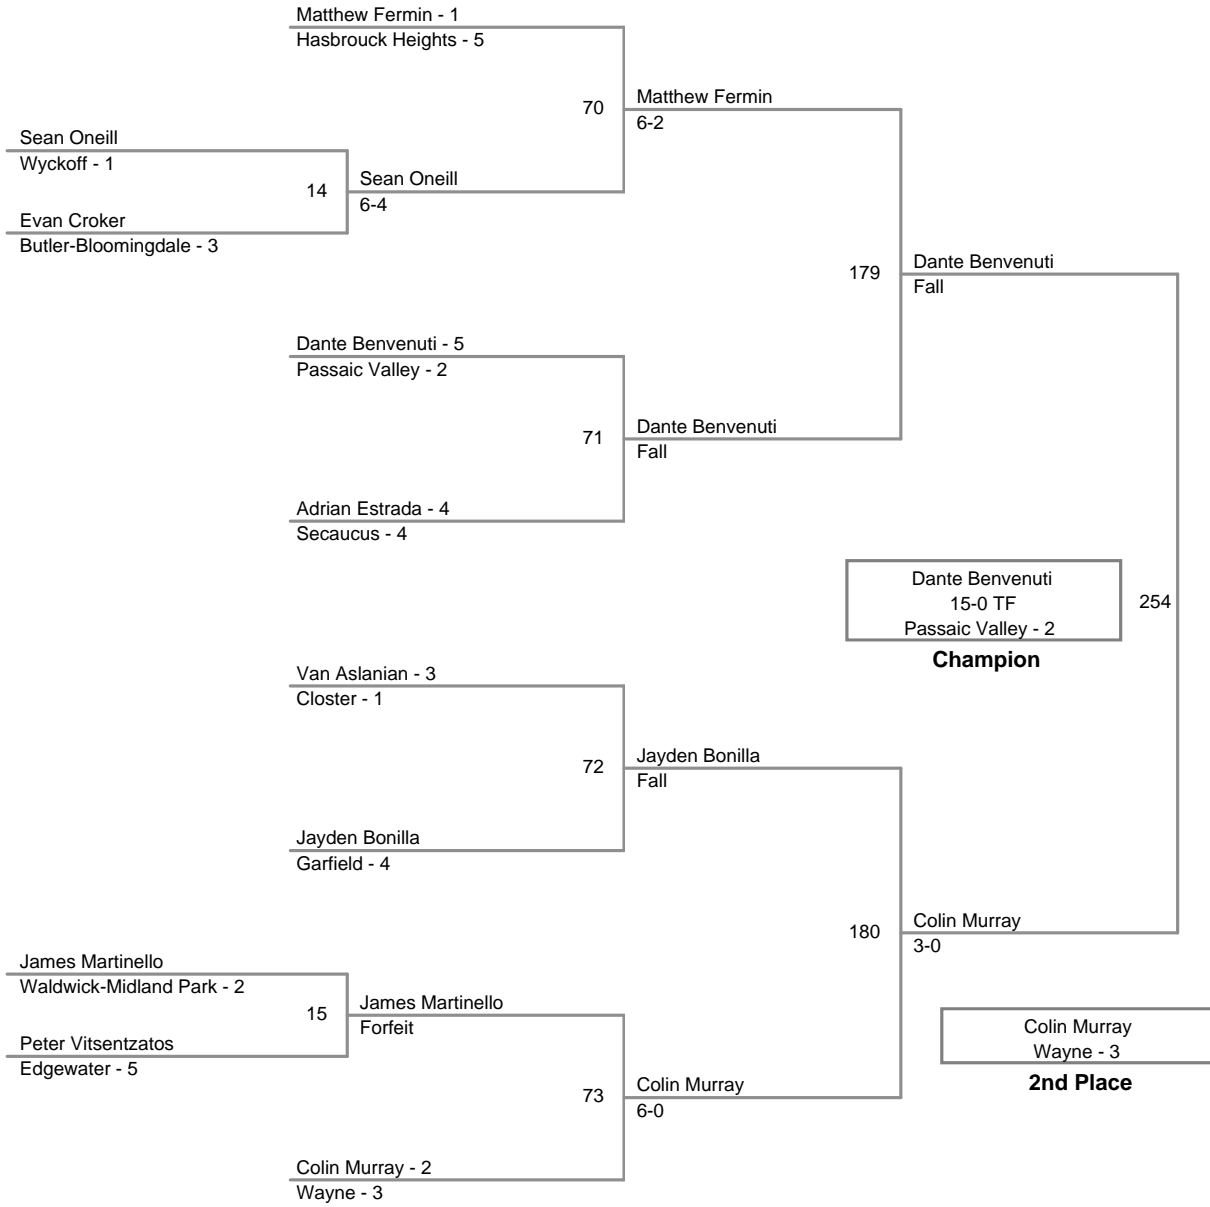 Matthew Fermin - 1
Hasbrouck Heights - 5
70
Matthew Fermin
6-2
Sean Oneill
Wyckoff - 1
14
Sean Oneill
6-4
Evan Croker
Butler-Bloomingdale - 3
179
Dante Benvenuti
Fall
Dante Benvenuti - 5
Passaic Valley - 2
71
Dante Benvenuti
Fall
Adrian Estrada - 4
Secaucus - 4
Dante Benvenuti
15-0 TF
Passaic Valley - 2
Champion
254
Van Aslanian - 3
Closter - 1
72
Jayden Bonilla
Fall
Jayden Bonilla
Garfield - 4
180
Colin Murray
3-0
James Martinello
Waldwick-Midland Park - 2
15
James Martinello
Forfeit
Peter Vitsentzatos
Edgewater - 5
Colin Murray
Wayne - 3
2nd Place
73
Colin Murray
6-0
Colin Murray - 2
Wayne - 3